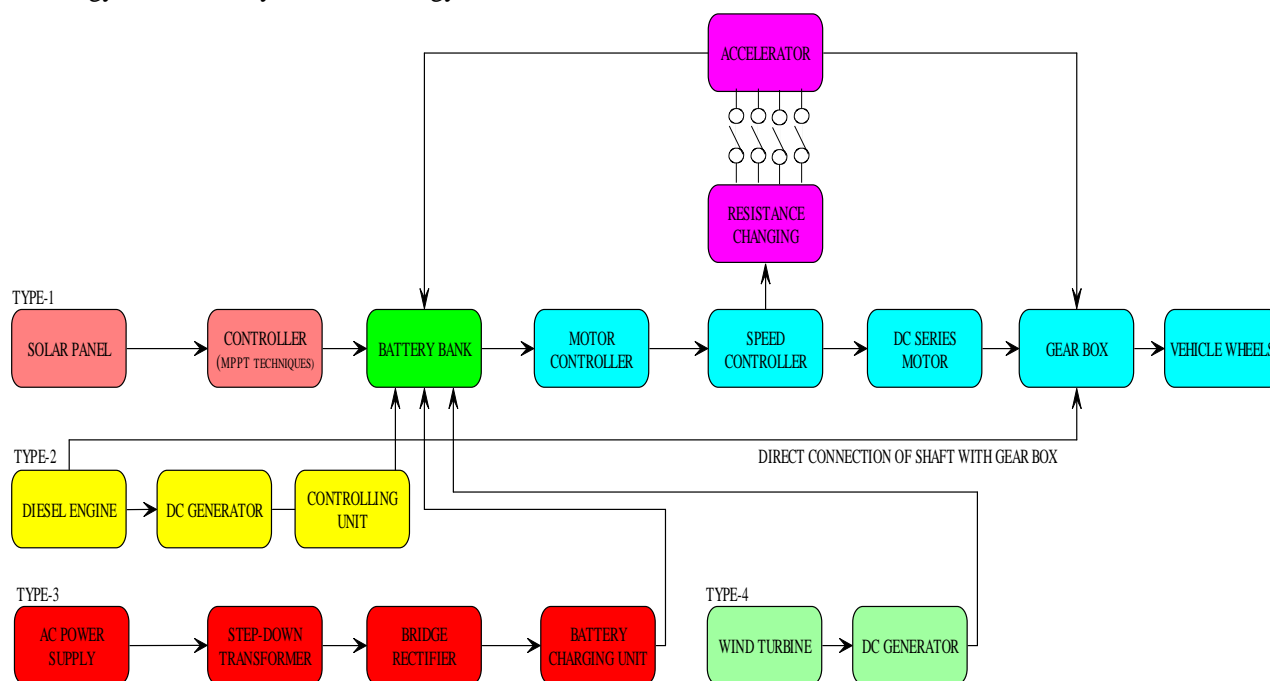 ACCELERATOR
RESISTANCE
CHANGING
TYPE-1
SOLAR PANEL
CONTROLLER
(MPPT TECHNIQUES)
BATTERY BANK
MOTOR
CONTROLLER
SPEED
CONTROLLER
DC SERIES
MOTOR
GEAR BOX
VEHICLE WHEELS
TYPE-2
DIRECT CONNECTION OF SHAFT WITH GEAR BOX
DIESEL ENGINE
DC GENERATOR
CONTROLLING
UNIT
TYPE-3
AC POWER
SUPPLY
STEP-DOWN
TRANSFORMER
BRIDGE
RECTIFIER
BATTERY
CHARGING UNIT
TYPE-4
WIND TURBINE
DC GENERATOR